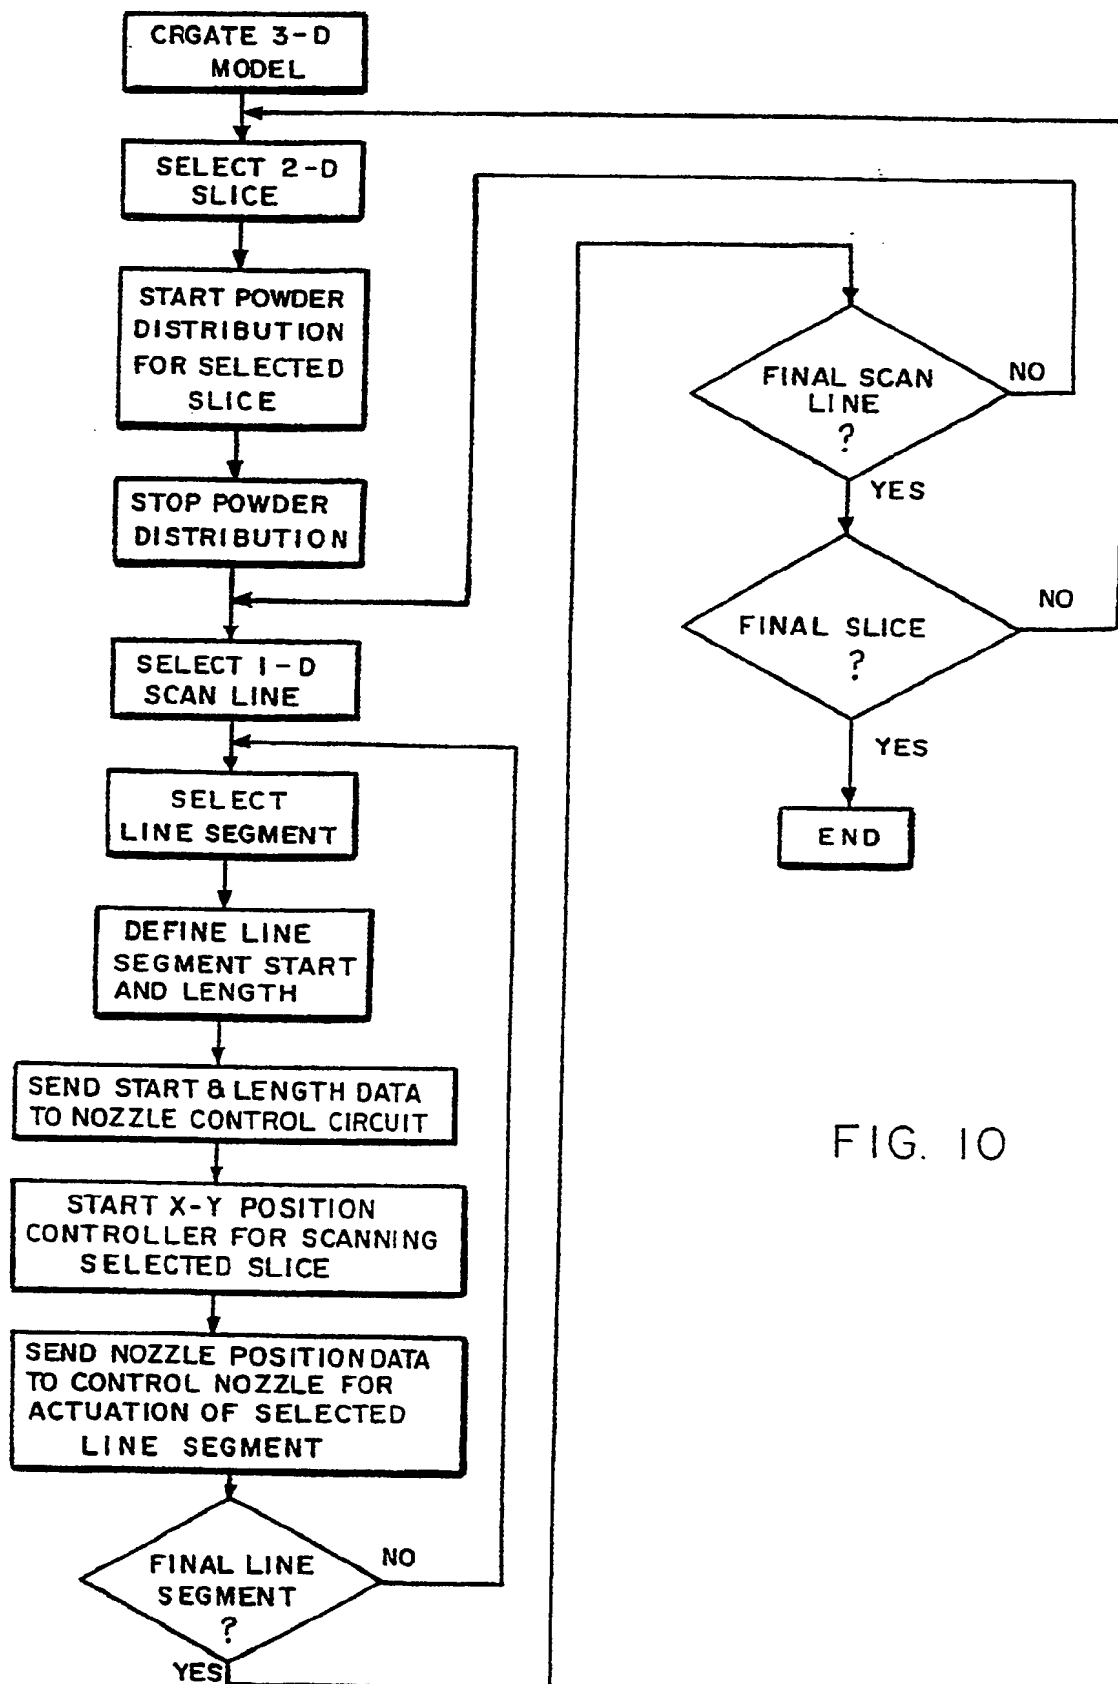 CRGATE 3-D
MODEL
SELECT 2-D
SLICE
START POWDER
DISTRIBUTION
FOR SELECTED
SLICE
STOP POWDER
DISTRIBUTION
SELECT 1-D
SCAN LINE
SELECT
LINE SEGMENT
DEFINE LINE
SEGMENT START
AND LENGTH
SEND START & LENGTH DATA
TO NOZZLE CONTROL CIRCUIT
START X-Y POSITION
CONTROLLER FOR SCANNING
SELECTED SLICE
SEND NOZZLE POSITION DATA
TO CONTROL NOZZLE FOR
ACTUATION OF SELECTED
LINE SEGMENT
FINAL LINE
SEGMENT
?
NO
YES
FINAL SCAN
LINE
?
NO
YES
FINAL SLICE
?
NO
YES
END
FIG. 10